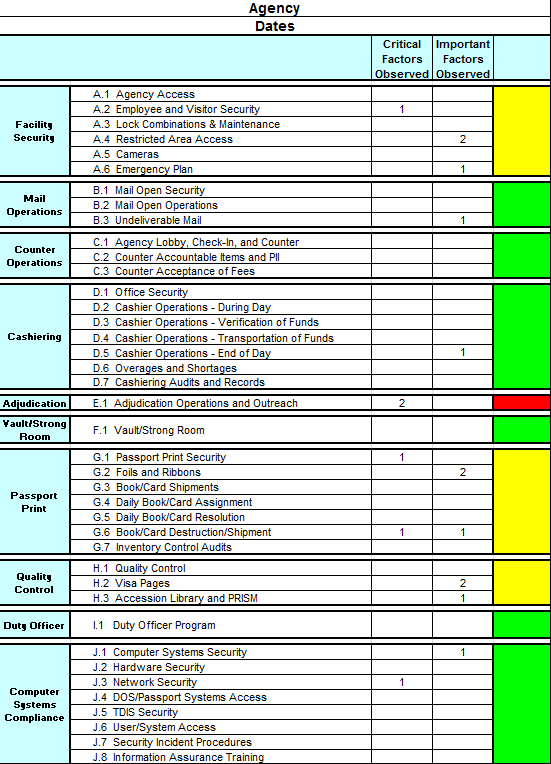 Agency
Dates
Critical Factors Observed
Important Factors Observed
Facility Security
A.1 Agency Access
A.2 Employee and Visitor Security 1
A.3 Lock Combinations & Maintenance
A.4 Restricted Area Access 2
A.5 Cameras
A.6 Emergency Plan 1
Mail Operations
B.1 Mail Open Security
B.2 Mail Open Operations
B.3 Undeliverable Mail 1
Counter Operations
C.1 Agency Lobby, Check-In, and Counter
C.2 Counter Accountable Items and PII
C.3 Counter Acceptance of Fees
Cashiering
D.1 Office Security
D.2 Cashier Operations - During Day
D.3 Cashier Operations - Verification of Funds
D.4 Cashier Operations - Transportation of Funds
D.5 Cashier Operations - End of Day 1
D.6 Overages and Shortages
D.7 Cashiering Audits and Records
Adjudication
E.1 Adjudication Operations and Outreach 2
Vault/Strong Room
F.1 Vault/Strong Room
Passport Print
G.1 Passport Print Security 1
G.2 Foils and Ribbons 2
G.3 Book/Card Shipments
G.4 Daily Book/Card Assignment
G.5 Daily Book/Card Resolution
G.6 Book/Card Destruction/Shipment 1 1
G.7 Inventory Control Audits
Quality Control
H.1 Quality Control
H.2 Visa Pages 2
H.3 Accession Library and PRISM 1
Duty Officer
I.1 Duty Officer Program
Computer Systems Compliance
J.1 Computer Systems Security 1
J.2 Hardware Security
J.3 Network Security 1
J.4 DOS/Passport Systems Access
J.5 TDIS Security
J.6 User/System Access
J.7 Security Incident Procedures
J.8 Information Assurance Training